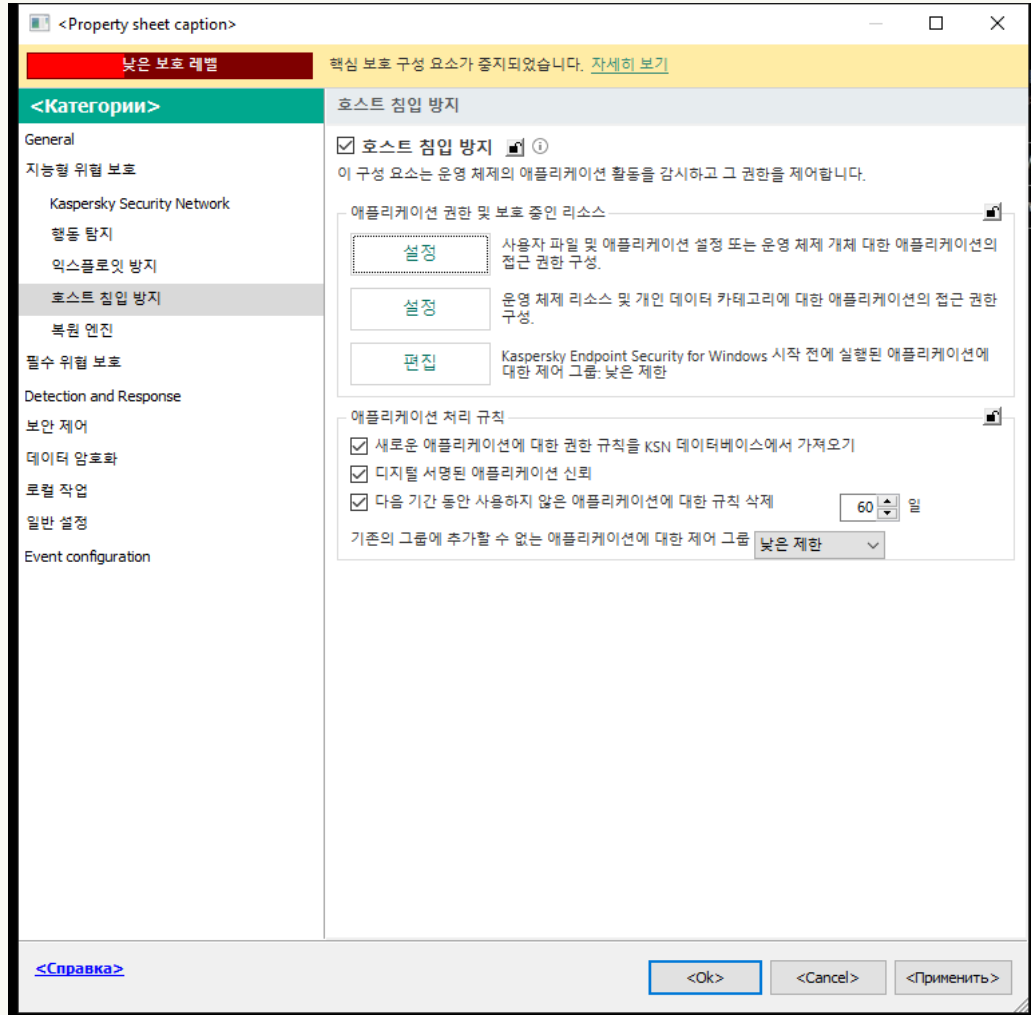 <Property sheet caption>
낮은 보호 레벨
핵심 보호 구성 요소가 중지되었습니다. 자세히 보기
<Категории>
호스트 침입 방지
General
지능형 위협 보호
Kaspersky Security Network
행동 탐지
익스플로잇 방지
호스트 침입 방지
복원 엔진
필수 위협 보호
Detection and Response
보안 제어
데이터 암호화
로컬 작업
일반 설정
Event configuration
호스트 침입 방지
이 구성 요소는 운영 체제의 애플리케이션 활동을 감시하고 그 권한을 제어합니다.
애플리케이션 권한 및 보호 중인 리소스
설정
사용자 파일 및 애플리케이션 설정 또는 운영 체제 개체 대한 애플리케이션의
접근 권한 구성.
설정
운영 체제 리소스 및 개인 데이터 카테고리에 대한 애플리케이션의 접근 권한
구성.
편집
Kaspersky Endpoint Security for Windows 시작 전에 실행된 애플리케이션에
대한 제어 그룹: 낮은 제한
애플리케이션 처리 규칙
새로운 애플리케이션에 대한 권한 규칙을 KSN 데이터베이스에서 가져오기
디지털 서명된 애플리케이션 신뢰
다음 기간 동안 사용하지 않은 애플리케이션에 대한 규칙 삭제 60 일
기존의 그룹에 추가할 수 없는 애플리케이션에 대한 제어 그룹 낮은 제한
<Справка>
<Ok> <Cancel> <Применить>